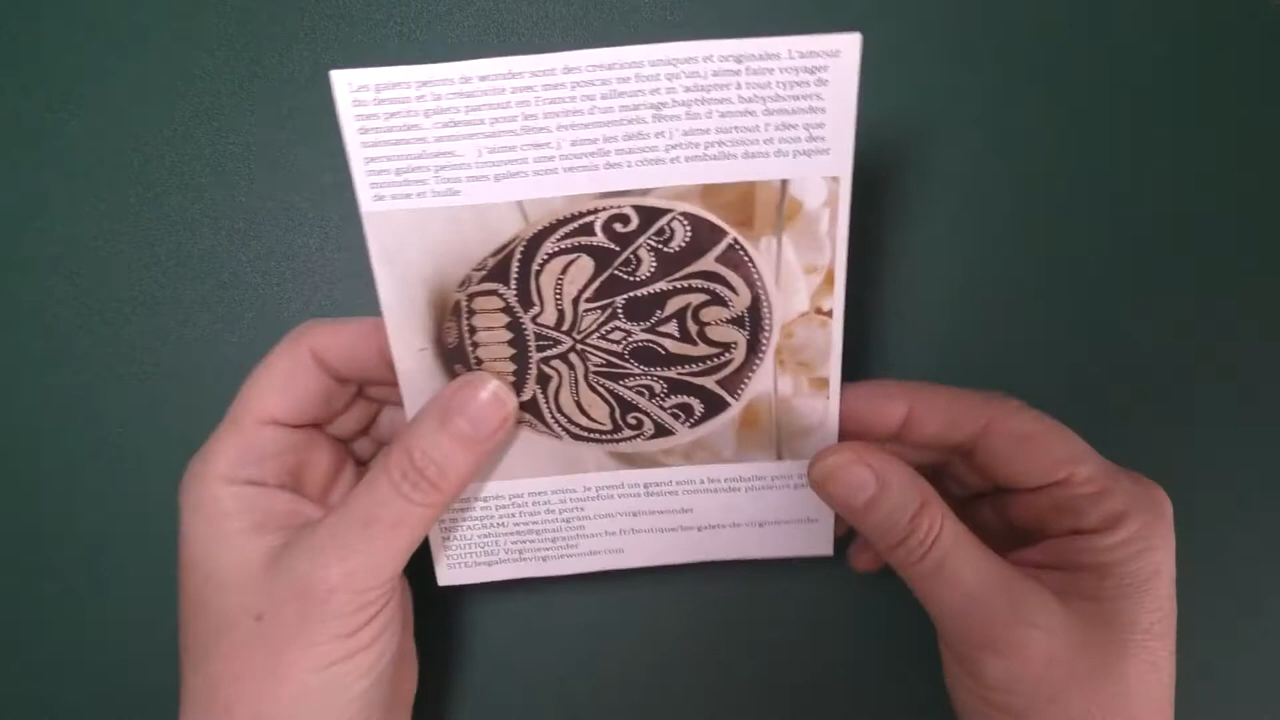 Les galets peints de wonder sont des créations uniques et originales. L'amour
du dessin et la créativité avec mes poscas ne font qu'un,j aime faire voyager
mes petits galets partout en France ou ailleurs et m 'adapter à tout types de
demandes... cadeaux pour les invités d'un mariage,baptêmes, babyshowers,
naissances, anniversaires,fêtes, événementiels, fêtes fin d 'année, demandes
personnalisées... j 'aime créer, j ' aime les défis et j ' aime surtout l' idée que
mes galets peints trouvent une nouvelle maison ,petite précision et non des
moindres: Tous mes galets sont vernis des 2 côtés et emballés dans du papier
de soie et bulle
signés par mes soins. Je prend un grand soin à les emballer pour
en parfait état...si toutefois vous désirez commander plusieurs
je m adapte aux frais de ports
INSTAGRAM/ www.instagram.com/virginiewonder
MAIL/ @gmail.com
BOUTIQUE / www.ungrandmarche.fr/boutique/les-galets-de-virginiewonder
YOUTUBE/ Virginiewonder
SITE/lesgaletsdevirginiewonder.com